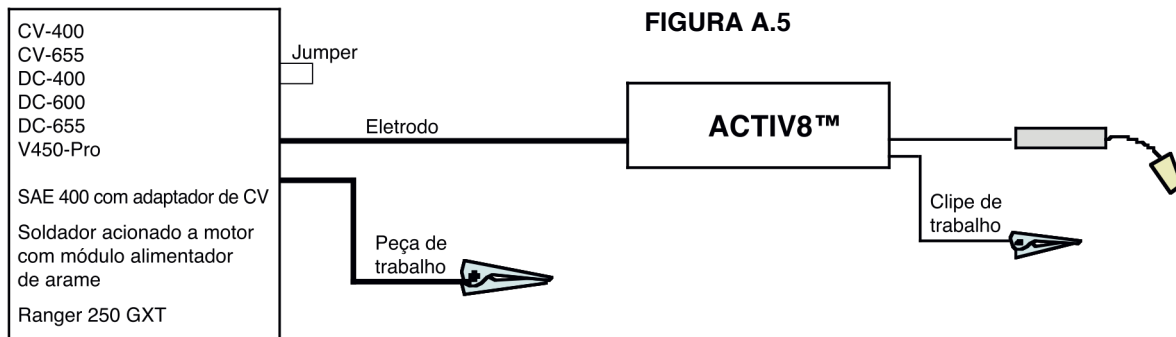 FIGURA A.5
CV-400
CV-655
DC-400
DC-600
DC-655
V450-Pro
SAE 400 com adaptador de CV
Soldador acionado a motor
com módulo alimentador
de arame
Ranger 250 GXT
Jumper
Eletrodo
ACTIV8™
Peça de
trabalho
Clipe de
trabalho